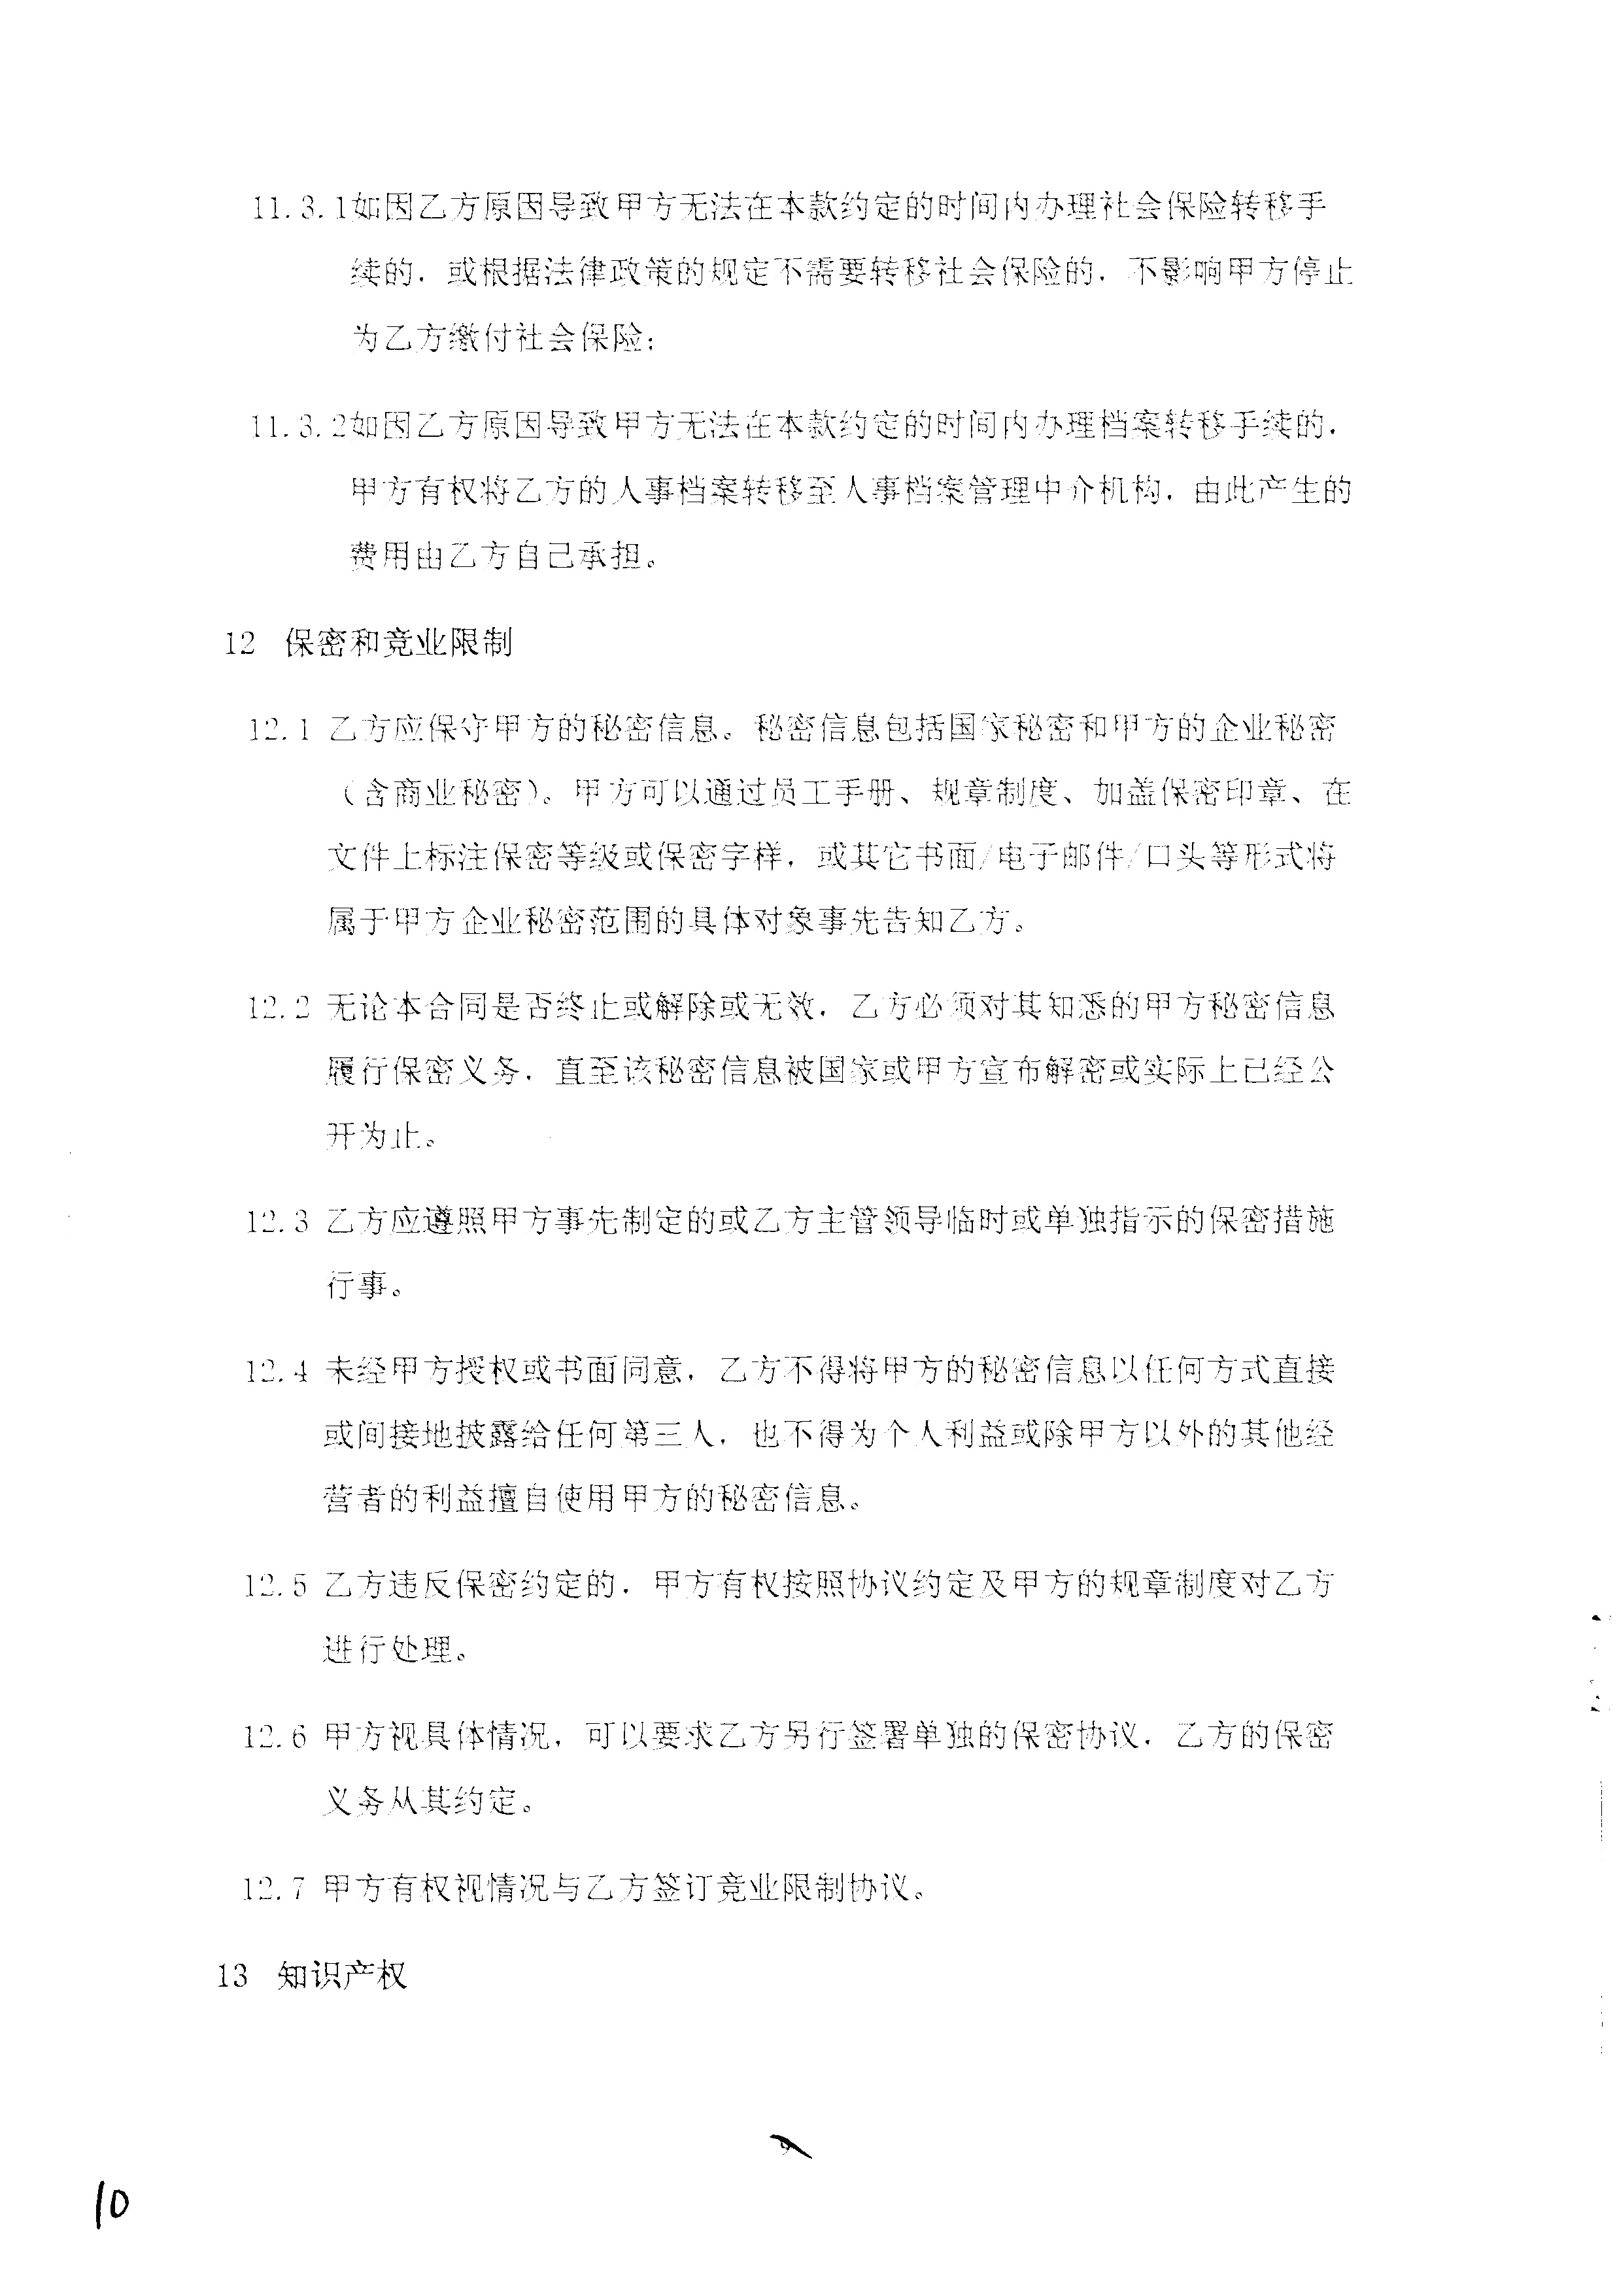 11.3.1如因乙方原因导致甲方无法在本款约定的时间内办理社会保险转移手
续的，或根据法律政策的规定不需要转移社会保险的，不影响甲方停止
为乙方缴付社会保险；
11.3.2如因乙方原因导致甲方无法在本款约定的时间内办理档案转移手续的，
甲方有权将乙方的人事档案转移至人事档案管理中介机构，由此产生的
费用由乙方自己承担。
12 保密和竞业限制
12.1 乙方应保守甲方的秘密信息。秘密信息包括国家秘密和甲方的企业秘密
（含商业秘密）。甲方可以通过员工手册、规章制度、加盖保密印章、在
文件上标注保密等级或保密字样，或其它书面/电子邮件/口头等形式将
属于甲方企业秘密范围的具体对象事先告知乙方。
12.2 无论本合同是否终止或解除或无效，乙方必须对其知悉的甲方秘密信息
履行保密义务，直至该秘密信息被国家或甲方宣布解密或实际上已经公
开为止。
12.3 乙方应遵照甲方事先制定的或乙方主管领导临时或单独指示的保密措施
行事。
12.4 未经甲方授权或书面同意，乙方不得将甲方的秘密信息以任何方式直接
或间接地披露给任何第三人，也不得为个人利益或除甲方以外的其他经
营者的利益擅自使用甲方的秘密信息。
12.5 乙方违反保密约定的，甲方有权按照协议约定及甲方的规章制度对乙方
进行处理。
12.6 甲方视具体情况，可以要求乙方另行签署单独的保密协议，乙方的保密
义务从其约定。
12.7 甲方有权视情况与乙方签订竞业限制协议。
13 知识产权
10